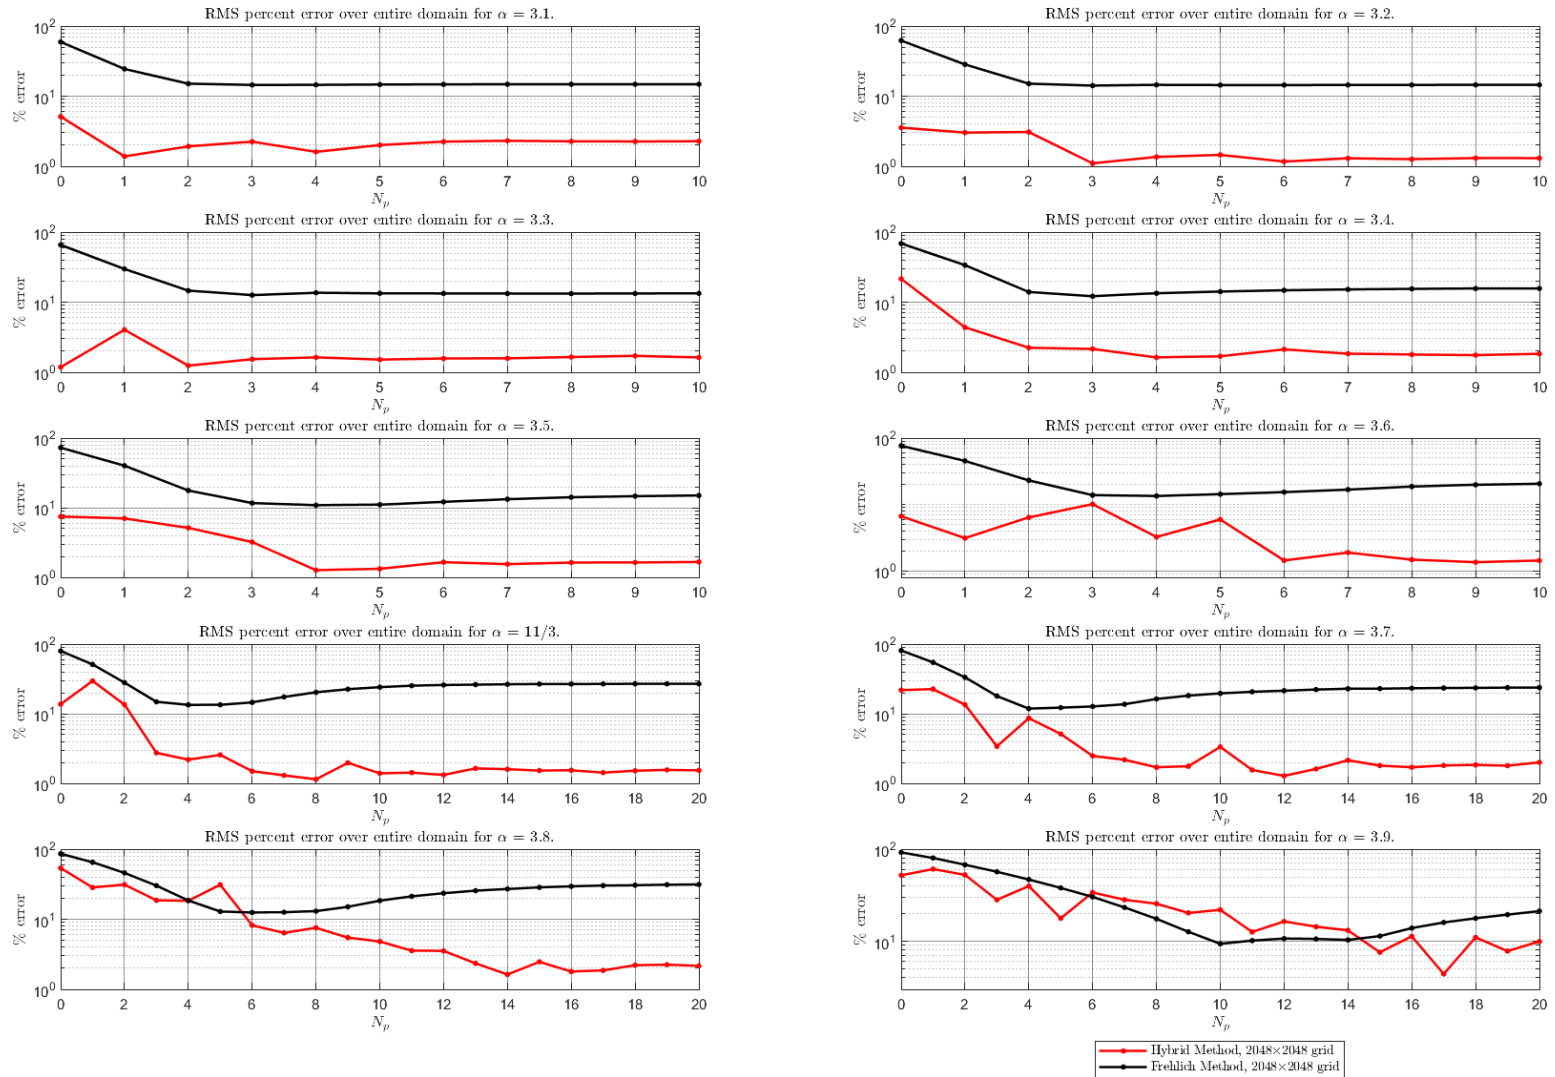 RMS percent error over entire domain for α = 3.1.
% error
10^2
10^1
10^0
0 1 2 3 4 5 6 7 8 9 10
N_p
RMS percent error over entire domain for α = 3.2.
% error
10^2
10^1
10^0
0 1 2 3 4 5 6 7 8 9 10
N_p
RMS percent error over entire domain for α = 3.3.
% error
10^2
10^1
10^0
0 1 2 3 4 5 6 7 8 9 10
N_p
RMS percent error over entire domain for α = 3.4.
% error
10^2
10^1
10^0
0 1 2 3 4 5 6 7 8 9 10
N_p
RMS percent error over entire domain for α = 3.5.
% error
10^2
10^1
10^0
0 1 2 3 4 5 6 7 8 9 10
N_p
RMS percent error over entire domain for α = 3.6.
% error
10^2
10^1
10^0
0 1 2 3 4 5 6 7 8 9 10
N_p
RMS percent error over entire domain for α = 11/3.
% error
10^2
10^1
10^0
0 2 4 6 8 10 12 14 16 18 20
N_p
RMS percent error over entire domain for α = 3.7.
% error
10^2
10^1
10^0
0 2 4 6 8 10 12 14 16 18 20
N_p
RMS percent error over entire domain for α = 3.8.
% error
10^2
10^1
10^0
0 2 4 6 8 10 12 14 16 18 20
N_p
RMS percent error over entire domain for α = 3.9.
% error
10^2
10^1
0 2 4 6 8 10 12 14 16 18 20
N_p
Hybrid Method, 2048×2048 grid
Frehlich Method, 2048×2048 grid